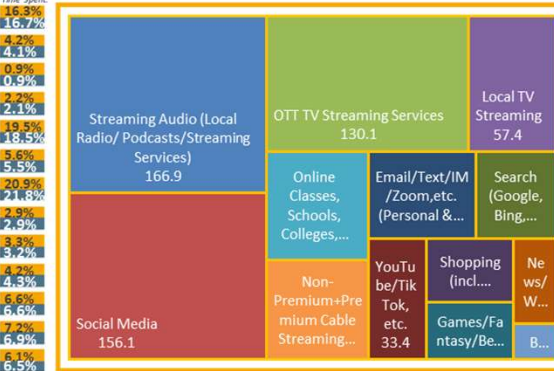 Time Spent.
16.3%
16.7%
4.2%
4.1%
0.9%
0.9%
2.2%
2.1%
19.5%
18.5%
5.6%
5.5%
20.9%
21.8%
2.9%
2.9%
3.3%
3.2%
4.2%
4.3%
6.6%
6.6%
7.2%
6.9%
6.1%
6.5%
Streaming Audio (Local
Radio/ Podcasts/Streaming
Services)
166.9
OTT TV Streaming Services
130.1
Local TV
Streaming
57.4
Social Media
156.1
Online
Classes,
Schools,
Colleges,...
Email/Text/IM
/Zoom,etc.
(Personal &...
Search
(Google,
Bing,...
Non-
Premium+Pre
mium Cable
Streaming...
YouTu
be/Tik
Tok,
etc.
33.4
Shopping
(incl....
Ne
ws/
W...
Games/Fa
ntasy/Be...
B...